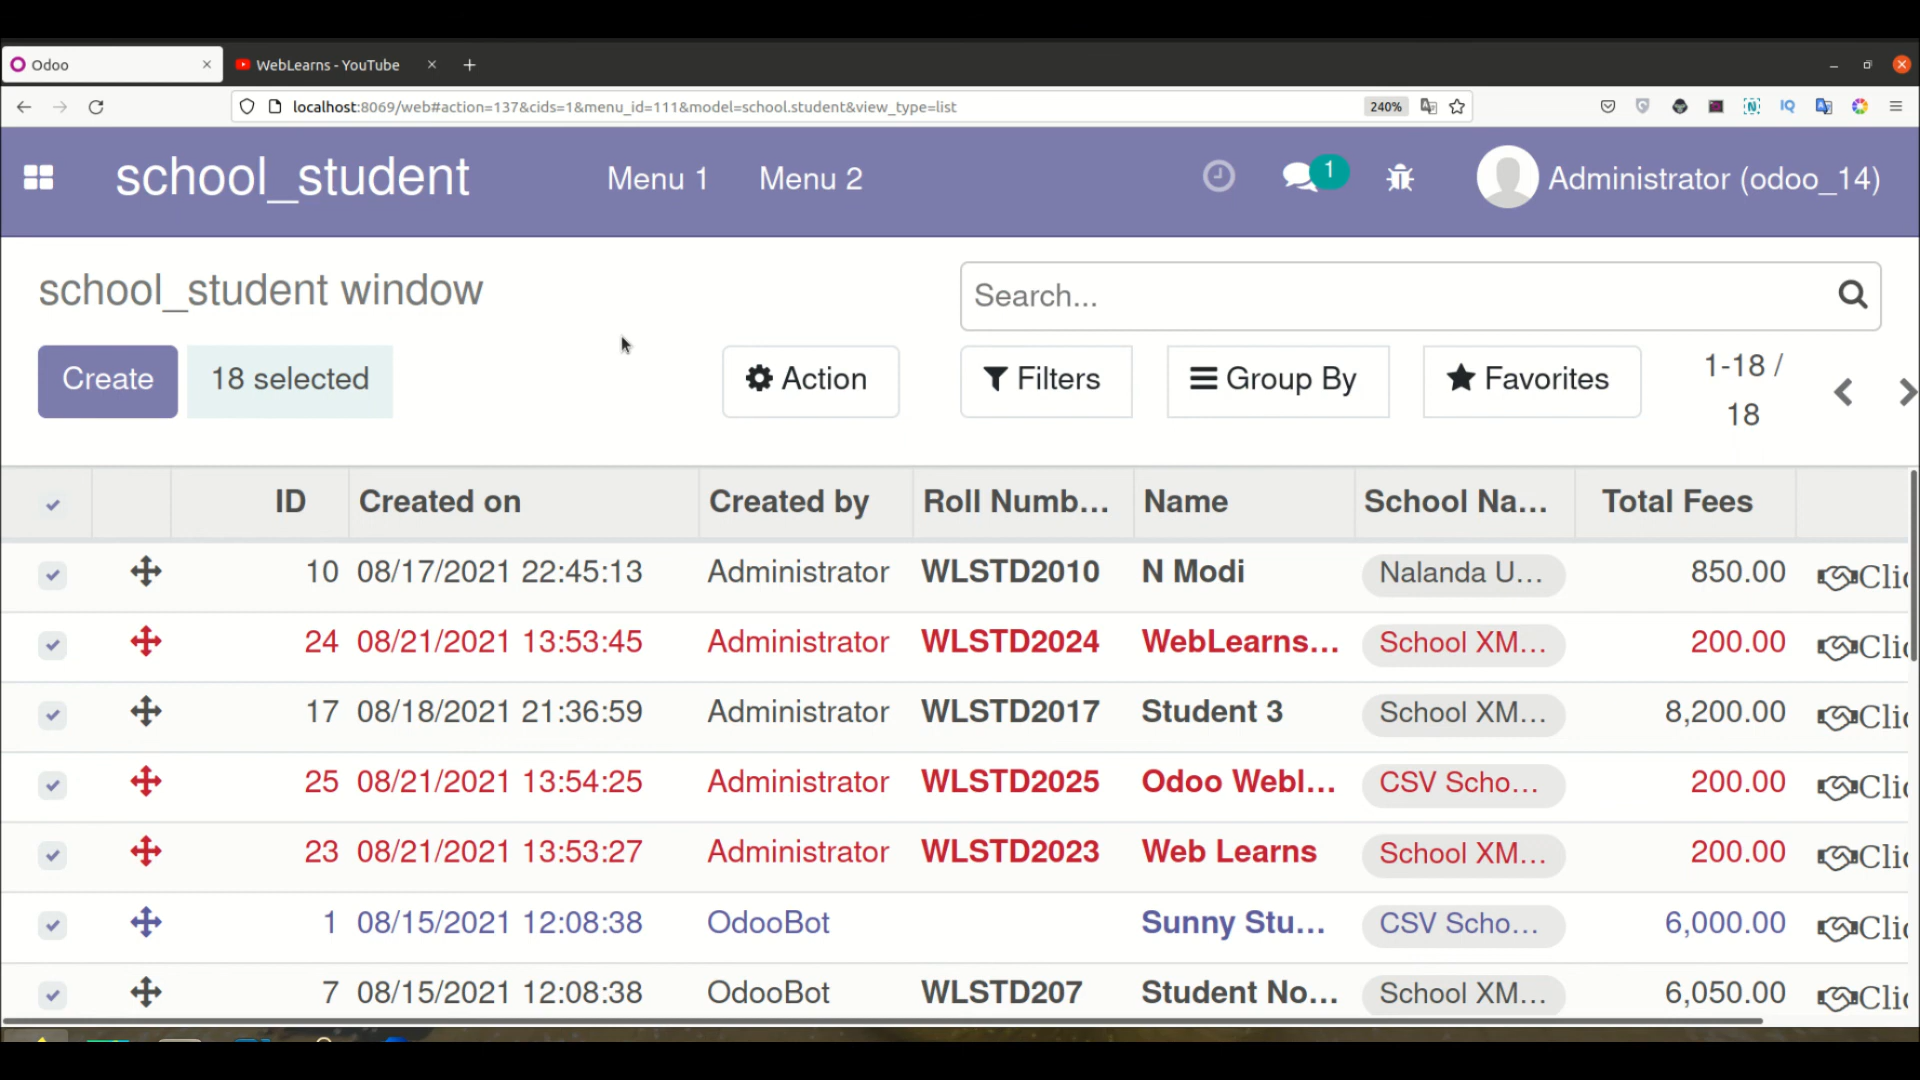 Odoo
WebLearns - YouTube
localhost:8069/web#action=137&cids=1&menu_id=111&model=school.student&view_type=list
240%
IQ
school_student
Menu 1
Menu 2
1
Administrator (odoo_14)
school_student window
Search...
Create
18 selected
Action
Filters
Group By
Favorites
1-18 /
18
ID Created on Created by Roll Numb... Name School Na... Total Fees
10 08/17/2021 22:45:13 Administrator WLSTD2010 N Modi Nalanda U... 850.00 Clic
24 08/21/2021 13:53:45 Administrator WLSTD2024 WebLearns... School XM... 200.00 Clic
17 08/18/2021 21:36:59 Administrator WLSTD2017 Student 3 School XM... 8,200.00 Clic
25 08/21/2021 13:54:25 Administrator WLSTD2025 Odoo Webl... CSV Scho... 200.00 Clic
23 08/21/2021 13:53:27 Administrator WLSTD2023 Web Learns School XM... 200.00 Clic
1 08/15/2021 12:08:38 OdooBot Sunny Stu... CSV Scho... 6,000.00 Clic
7 08/15/2021 12:08:38 OdooBot WLSTD207 Student No... School XM... 6,050.00 Clic